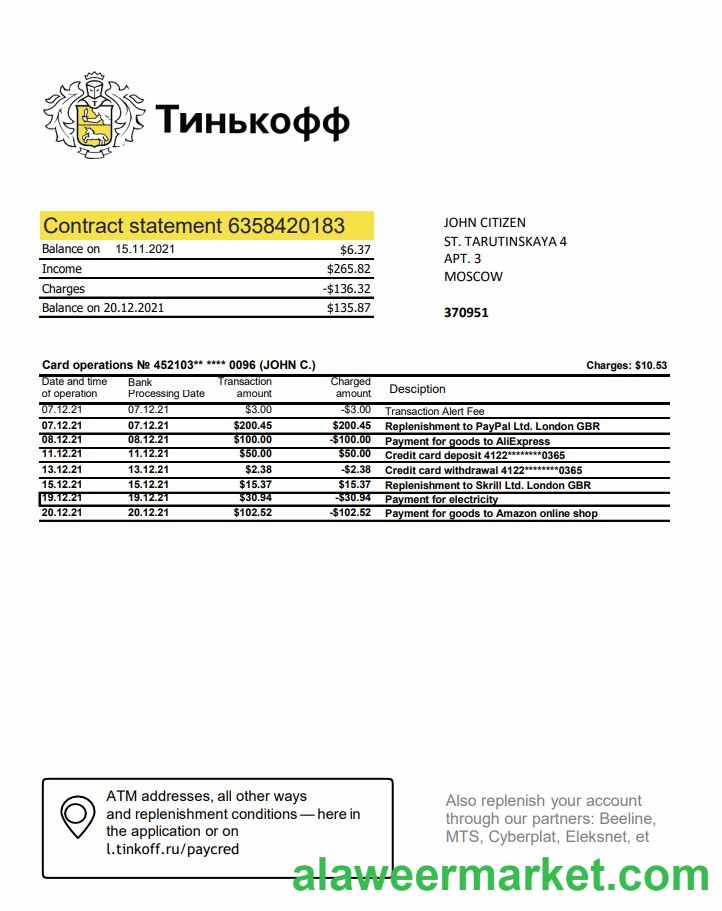 Тинькофф
Contract statement 6358420183
Balance on 15.11.2021 $6.37
Income $265.82
Charges -$136.32
Balance on 20.12.2021 $135.87
JOHN CITIZEN
ST. TARUTINSKAYA 4
APT. 3
MOSCOW
370951
Card operations № 452103** **** 0096 (JOHN C.) Charges: $10.53
Date and time of operation Bank Processing Date Transaction amount Charged amount Desciption
07.12.21 07.12.21 $3.00 -$3.00 Transaction Alert Fee
07.12.21 07.12.21 $200.45 $200.45 Replenishment to PayPal Ltd. London GBR
08.12.21 08.12.21 $100.00 -$100.00 Payment for goods to AliExpress
11.12.21 11.12.21 $50.00 $50.00 Credit card deposit 4122********0365
13.12.21 13.12.21 $2.38 -$2.38 Credit card withdrawal 4122********0365
15.12.21 15.12.21 $15.37 $15.37 Replenishment to Skrill Ltd. London GBR
19.12.21 19.12.21 $30.94 -$30.94 Payment for electricity
20.12.21 20.12.21 $102.52 -$102.52 Payment for goods to Amazon online shop
ATM addresses, all other ways
and replenishment conditions — here in
the application or on
l.tinkoff.ru/paycred
Also replenish your account
through our partners: Beeline,
MTS, Cyberplat, Eleksnet, et
alaweermarket.com